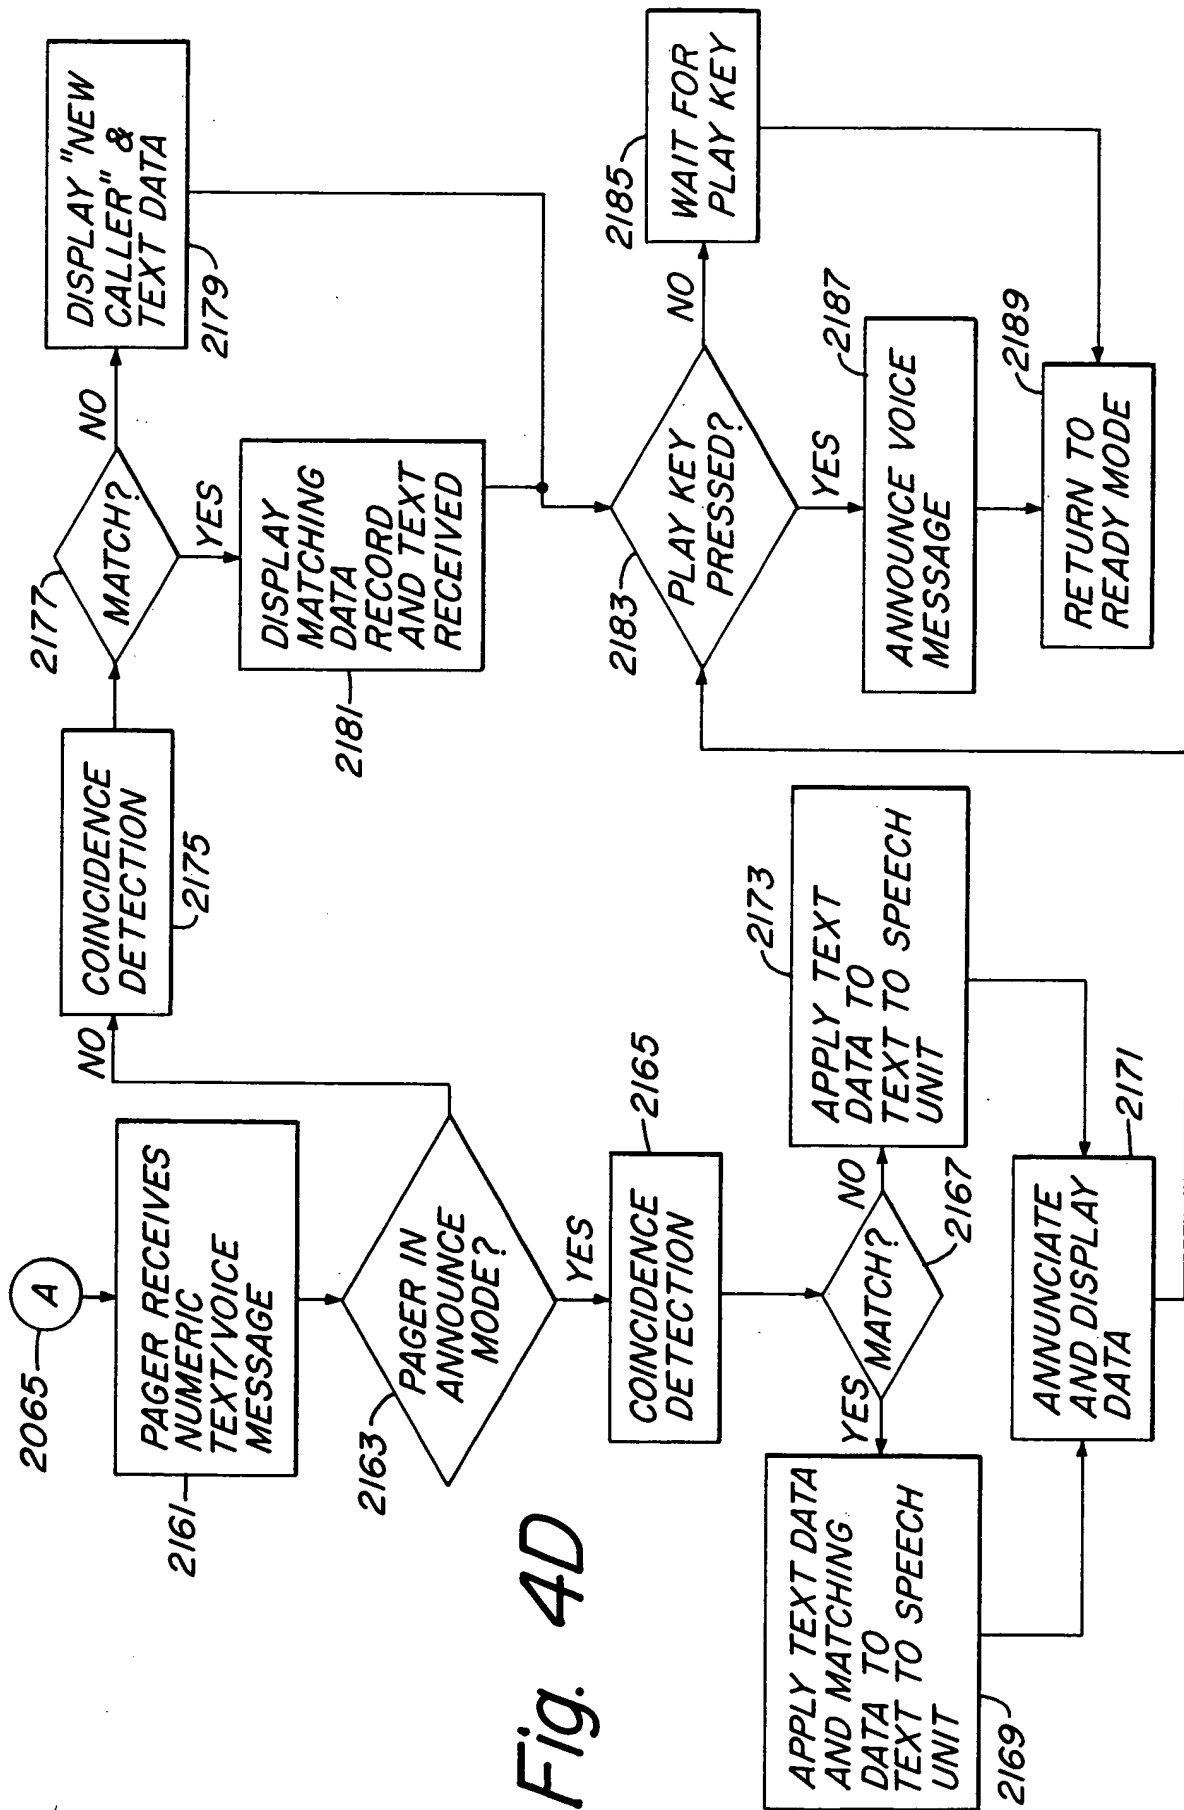 2065
A
2161
PAGER RECEIVES
NUMERIC
TEXT/VOICE
MESSAGE
2163
PAGER IN
ANNOUNCE
MODE?
NO
YES
COINCIDENCE
DETECTION
2165
MATCH?
2167
YES
NO
APPLY TEXT DATA
AND MATCHING
DATA TO
TEXT TO SPEECH
UNIT
2169
APPLY TEXT
DATA TO
TEXT TO SPEECH
UNIT
2173
ANNUNCIATE
AND DISPLAY
DATA
2171
COINCIDENCE
DETECTION
2175
2177
MATCH?
NO
YES
DISPLAY "NEW
CALLER" &
TEXT DATA
2179
DISPLAY
MATCHING
DATA
RECORD
AND TEXT
RECEIVED
2181
2183
PLAY KEY
PRESSED?
NO
YES
2185
WAIT FOR
PLAY KEY
2187
ANNOUNCE VOICE
MESSAGE
2189
RETURN TO
READY MODE
Fig. 4D